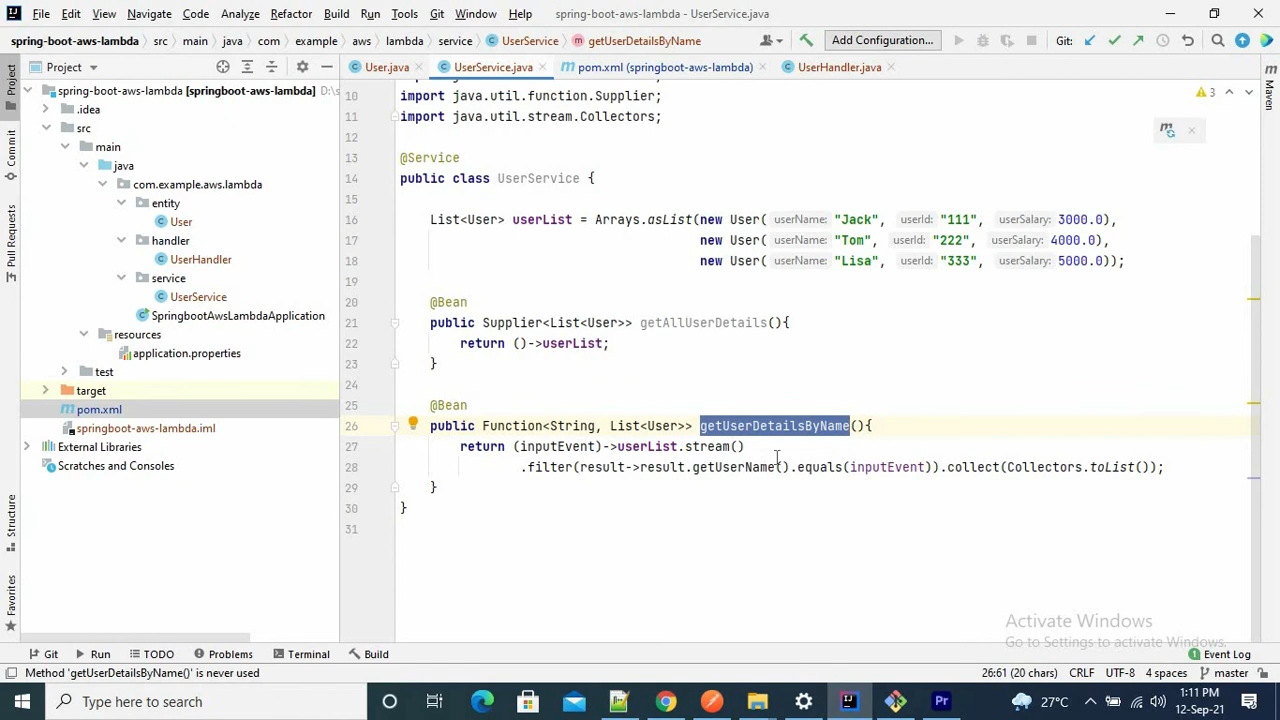 File Edit View Navigate Code Analyze Refactor Build Run Tools Git Window Help spring-boot-aws-lambda - UserService.java
spring-boot-aws-lambda src main java com example aws lambda service UserService getUserDetailsByName Add Configuration... Git:
Project User.java UserService.java pom.xml (springboot-aws-lambda) UserHandler.java
Project
Commit
Pull Requests
Structure
Favorites
Maven
spring-boot-aws-lambda [springboot-aws-lambda] D:\s
.idea
src
main
java
com.example.aws.lambda
entity
User
handler
UserHandler
service
UserService
SpringbootAwsLambdaApplication
resources
application.properties
test
target
pom.xml
springboot-aws-lambda.iml
External Libraries
Scratches and Consoles
3
10 import java.util.function.Supplier;
11 import java.util.stream.Collectors;
12
13 @Service
14 public class UserService {
15
16 List<User> userList = Arrays.asList(new User( userName: "Jack", userId: "111", userSalary: 3000.0),
17 new User( userName: "Tom", userId: "222", userSalary: 4000.0),
18 new User( userName: "Lisa", userId: "333", userSalary: 5000.0));
19
20 @Bean
21 public Supplier<List<User>> getAllUserDetails(){
22 return ()->userList;
23 }
24
25 @Bean
26 public Function<String, List<User>> getUserDetailsByName(){
27 return (inputEvent)->userList.stream()
28 .filter(result->result.getUserName().equals(inputEvent)).collect(Collectors.toList());
29 }
30 }
31
Activate Windows
Go to Settings to activate Windows.
Git Run TODO Problems Terminal Build Event Log
Method 'getUserDetailsByName()' is never used 26:61 (20 chars) CRLF UTF-8 4 spaces master
Type here to search 27°C 1:11 PM
12-Sep-21